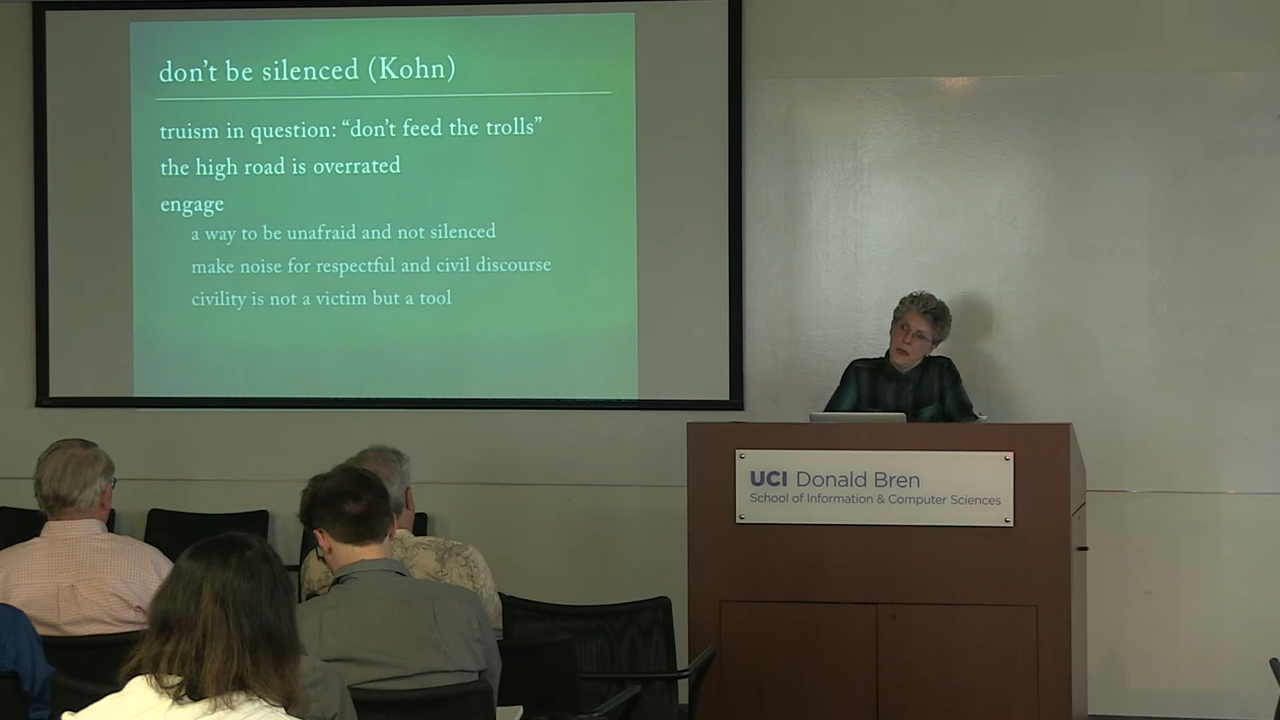 don't be silenced (Kohn)
truism in question: “don't feed the trolls”
the high road is overrated
engage
a way to be unafraid and not silenced
make noise for respectful and civil discourse
civility is not a victim but a tool
UCI Donald Bren
School of Information & Computer Sciences